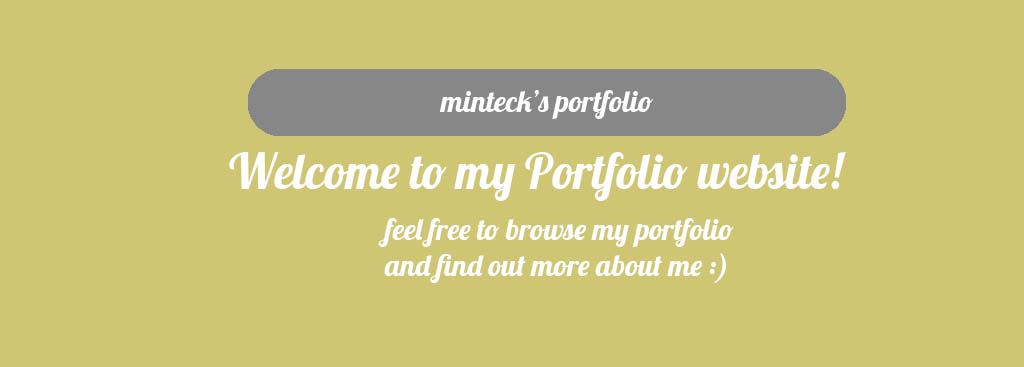 minteck's portfolio
Welcome to my Portfolio website!
feel free to browse my portfolio
and find out more about me :)